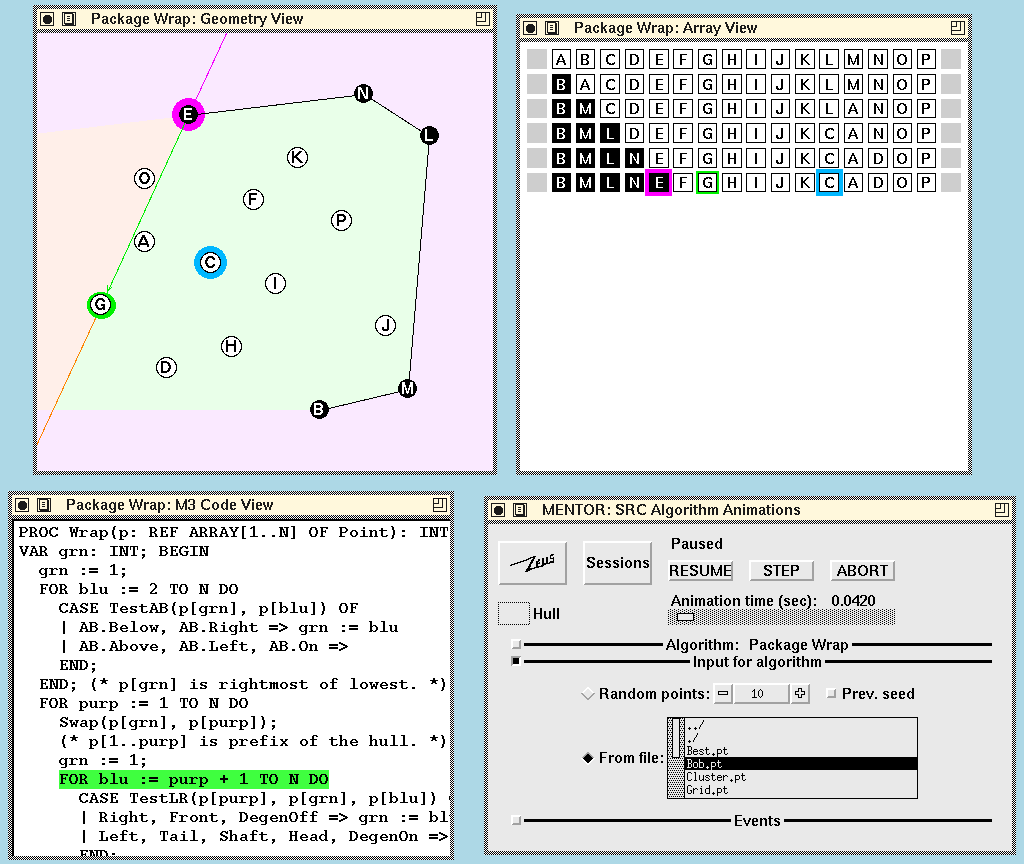 Package Wrap: Geometry View
N
E
L
K
O
F
P
A
C
I
G
J
H
D
M
B
Package Wrap: Array View
A B C D E F G H I J K L M N O P
B A C D E F G H I J K L M N O P
B M C D E F G H I J K L A N O P
B M L D E F G H I J K C A N O P
B M L N E F G H I J K C A D O P
B M L N E F G H I J K C A D O P
Package Wrap: M3 Code View
PROC Wrap(p: REF ARRAY[1..N] OF Point): INT
VAR grn: INT; BEGIN
grn := 1;
FOR blu := 2 TO N DO
CASE TestAB(p[grn], p[blu]) OF
| AB.Below, AB.Right => grn := blu
| AB.Above, AB.Left, AB.On =>
END;
END; (* p[grn] is rightmost of lowest. *)
FOR purp := 1 TO N DO
Swap(p[grn], p[purp]);
(* p[1..purp] is prefix of the hull. *)
grn := 1;
FOR blu := purp + 1 TO N DO
CASE TestLR(p[purp], p[grn], p[blu])
| Right, Front, DegenOff => grn := bl
| Left, Tail, Shaft, Head, DegenOn =>
END;
MENTOR: SRC Algorithm Animations
Zeus
Sessions
Paused
RESUME STEP ABORT
Animation time (sec): 0.0420
Hull
Algorithm: Package Wrap
Input for algorithm
Random points: 10 Prev. seed
From file:
../
./
Best.pt
Bob.pt
Cluster.pt
Grid.pt
Events